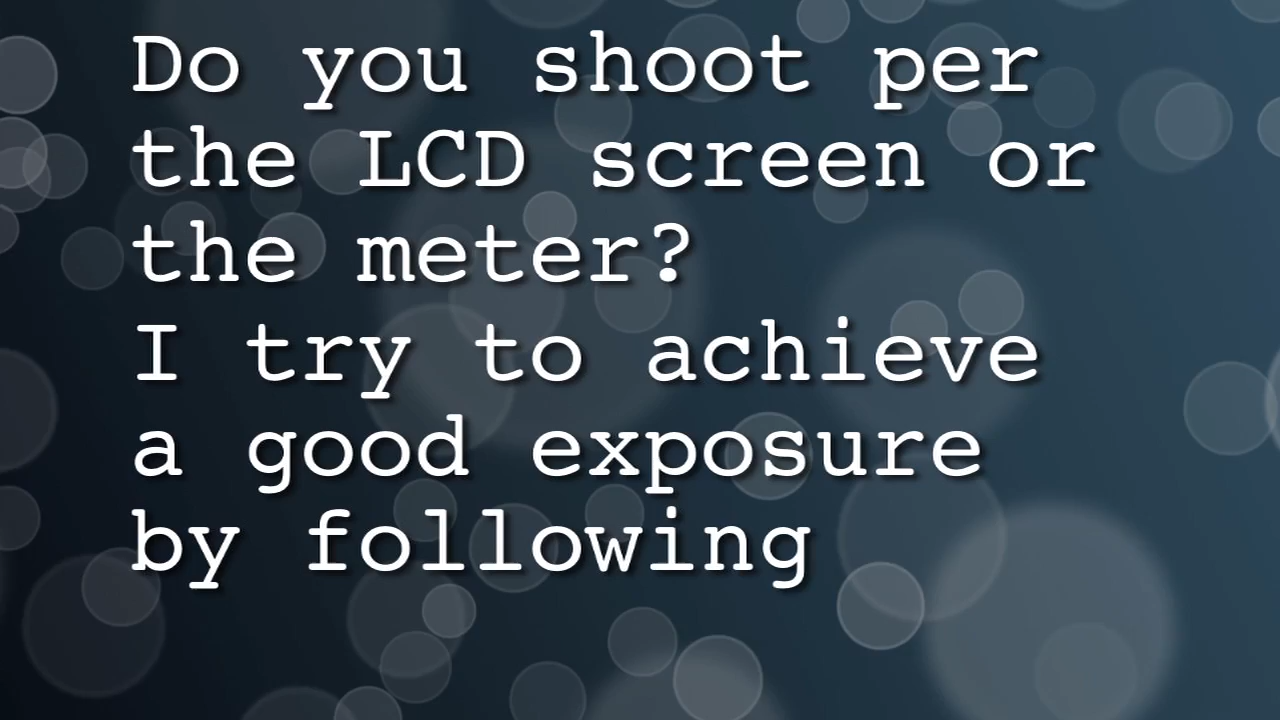 Do you shoot per
the LCD screen or
the meter?
I try to achieve
a good exposure
by following